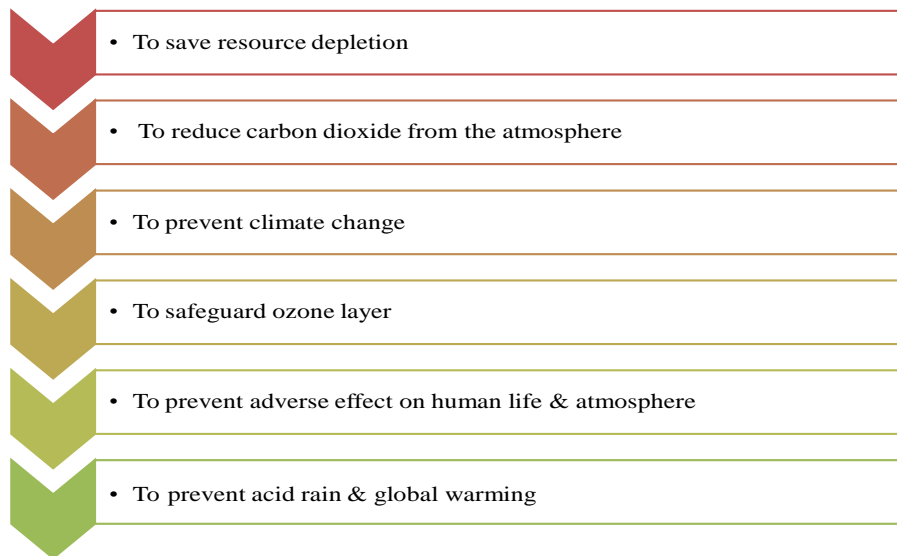 • To save resource depletion
• To reduce carbon dioxide from the atmosphere
• To prevent climate change
• To safeguard ozone layer
• To prevent adverse effect on human life & atmosphere
• To prevent acid rain & global warming